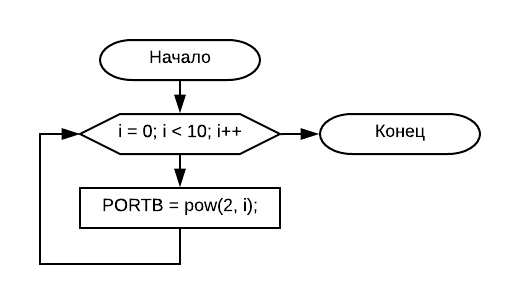 Начало
i = 0; i < 10; i++
Конец
PORTB = pow(2, i);